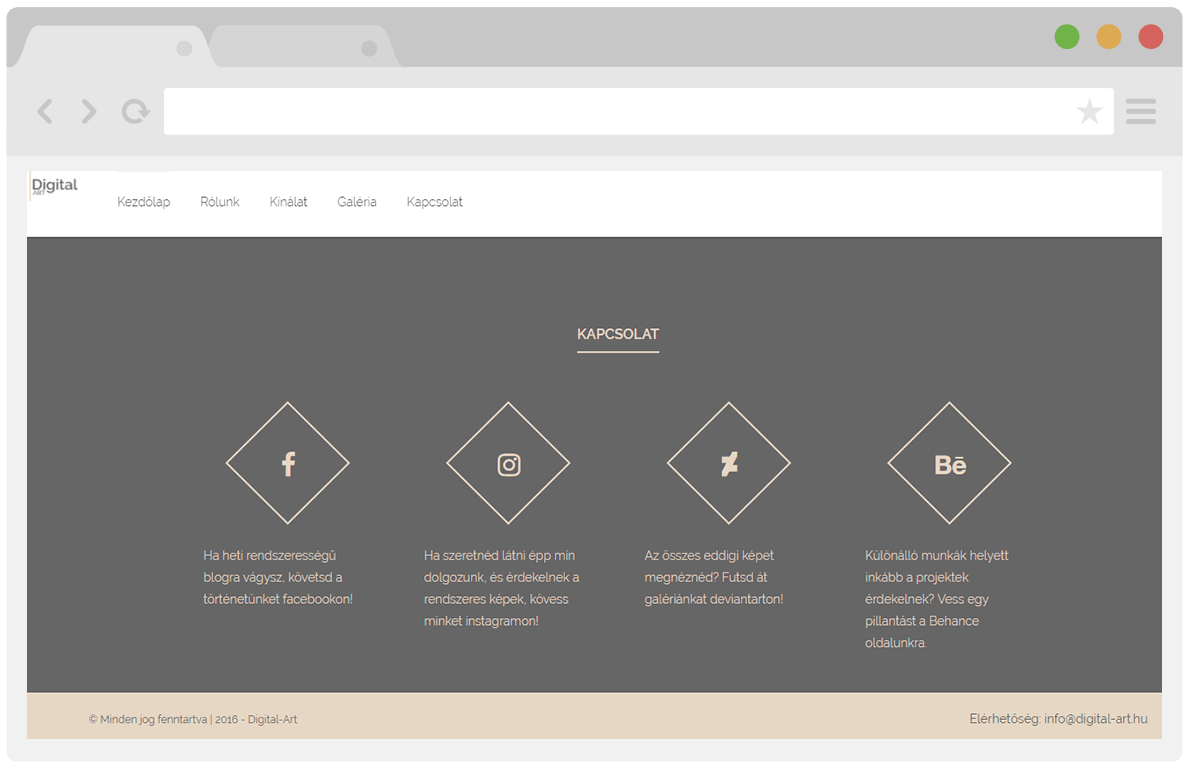 Digital
ART
Kezdőlap Rólunk Kínálat Galéria Kapcsolat
KAPCSOLAT
Ha heti rendszerességű
blogra vágysz, kövesd a
történetünket facebookon!
Ha szeretnéd látni épp min
dolgozunk, és érdekelnek a
rendszeres képek, kövess
minket instagramon!
Az összes eddigi képet
megnéznéd? Futsd át
galériánkat deviantarton!
Bē
Különálló munkák helyett
inkább a projektek
érdekelnek? Vess egy
pillantást a Behance
oldalunkra.
© Minden jog fenntartva | 2016 - Digital-Art
Elérhetőség: info@digital-art.hu